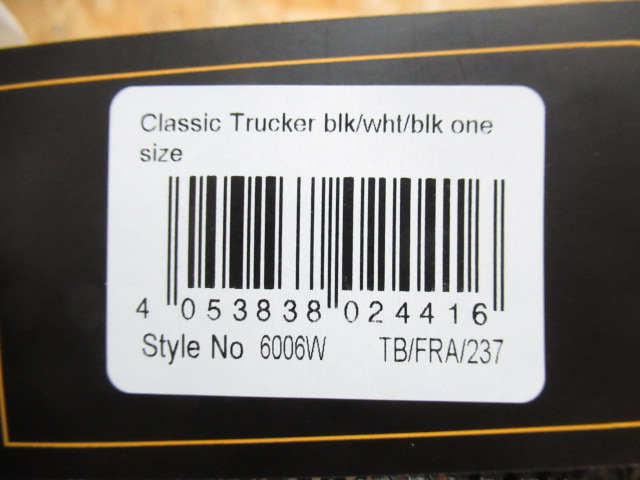 Classic Trucker blk/wht/blk one
size
4 053838 024416
Style No 6006W TB/FRA/237